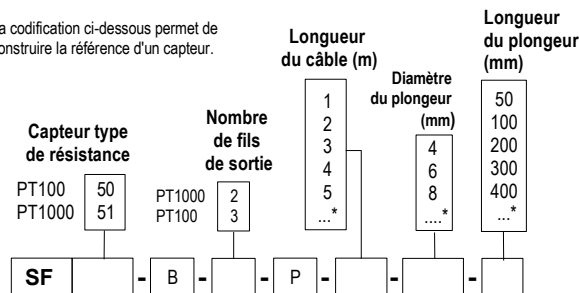 a codification ci-dessous permet de
onstruire la référence d'un capteur.
Capteur type
de résistance
PT100 50
PT1000 51
Nombre
de fils
de sortie
PT1000 2
PT100 3
Longueur
du câble (m)
1
2
3
4
5
...*
Diamètre
du plongeur
(mm)
4
6
8
....*
Longueur
du plongeur
(mm)
50
100
200
300
400
...*
SF - B - - P - - -